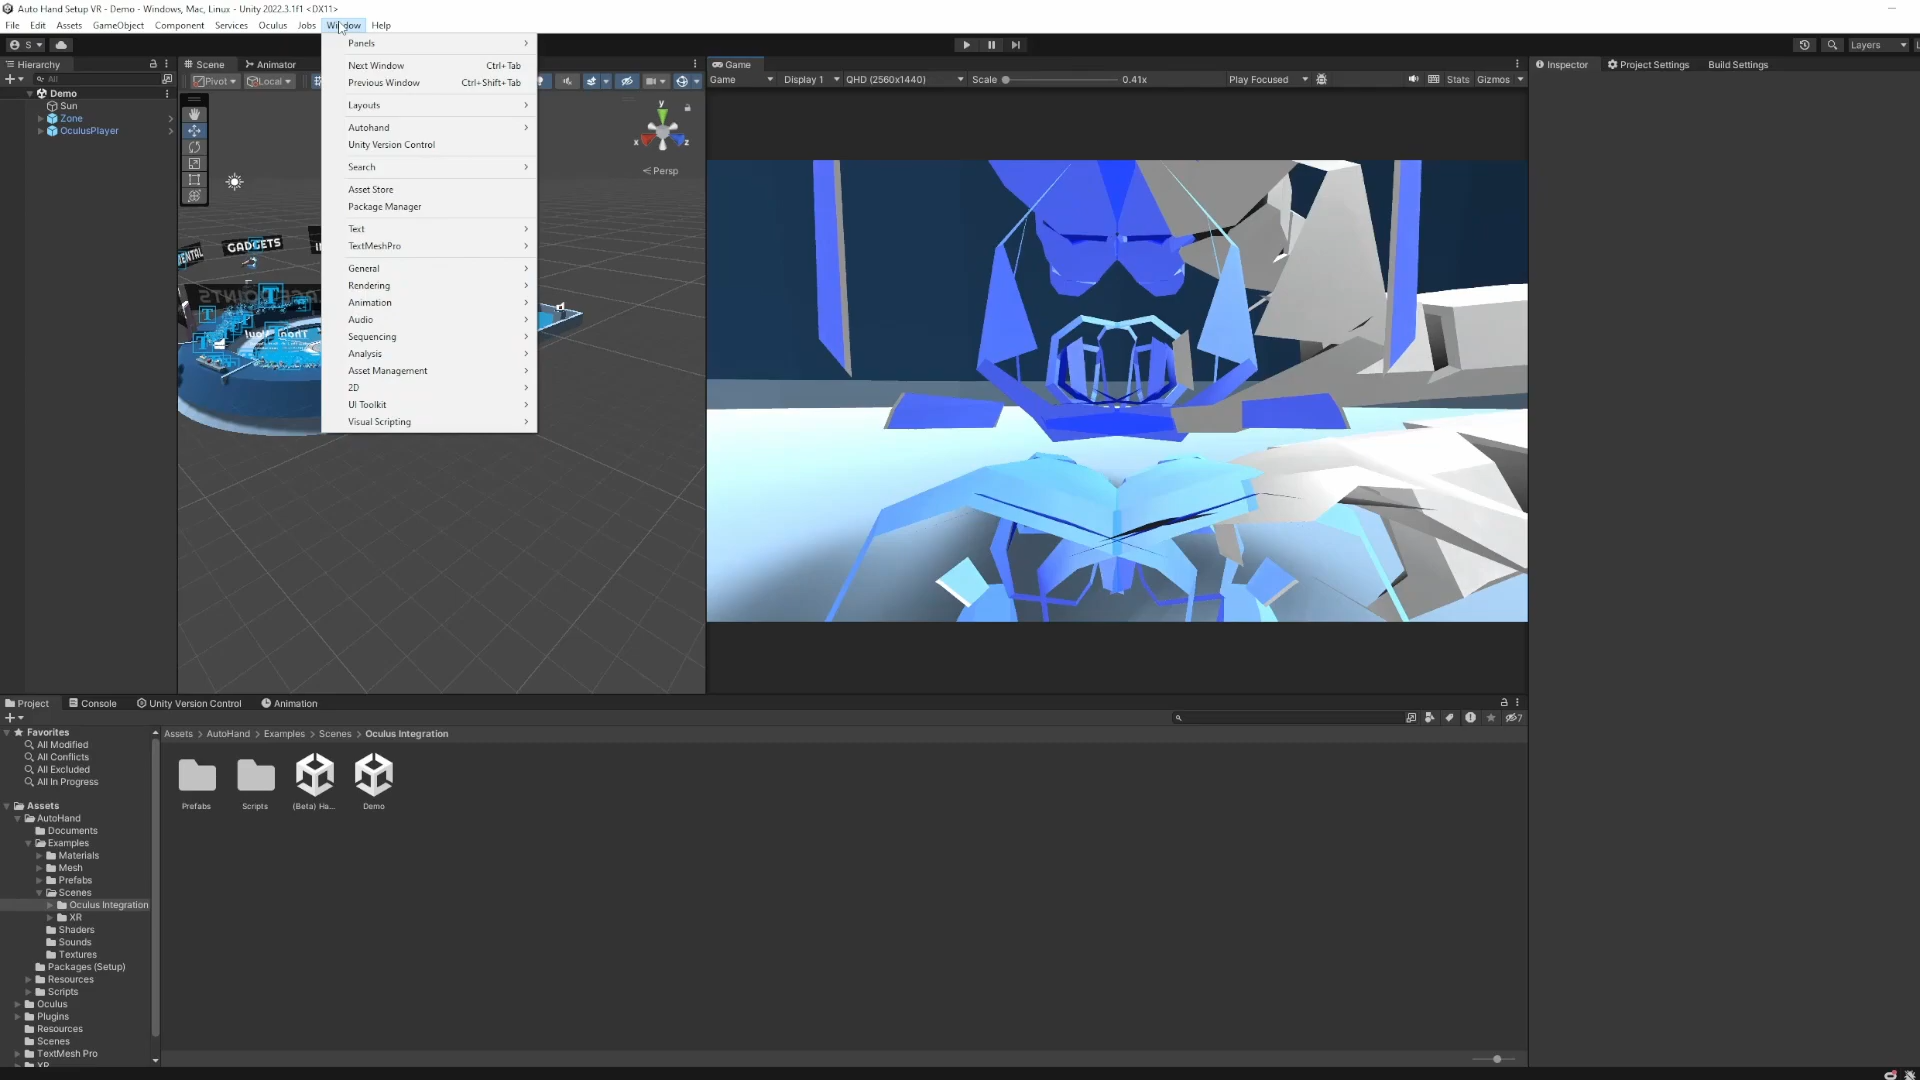 Auto Hand Setup VR - Demo - Windows, Mac, Linux - Unity 2022.3.1f1 <DX11>
File Edit Assets GameObject Component Services Oculus Jobs Window Help
S
Layers
Hierarchy
Scene
Animator
Game
Inspector
Project Settings
Build Settings
All
Pivot
Local
Game
Display 1
QHD (2560x1440)
Scale
0.41x
Play Focused
Stats
Gizmos
Demo
Sun
Zone
OculusPlayer
Panels
Next Window Ctrl+Tab
Previous Window Ctrl+Shift+Tab
Layouts
Autohand
Unity Version Control
Search
Asset Store
Package Manager
Text
TextMeshPro
General
Rendering
Animation
Audio
Sequencing
Analysis
Asset Management
2D
UI Toolkit
Visual Scripting
y
x
z
Persp
GADGETS
Project
Console
Unity Version Control
Animation
7
Favorites
All Modified
All Conflicts
All Excluded
All In Progress
Assets
AutoHand
Documents
Examples
Materials
Mesh
Prefabs
Scenes
Oculus Integration
XR
Shaders
Sounds
Textures
Packages (Setup)
Resources
Scripts
Oculus
Plugins
Resources
Scenes
TextMesh Pro
XR
Assets > AutoHand > Examples > Scenes > Oculus Integration
Prefabs
Scripts
(Beta) Ha...
Demo